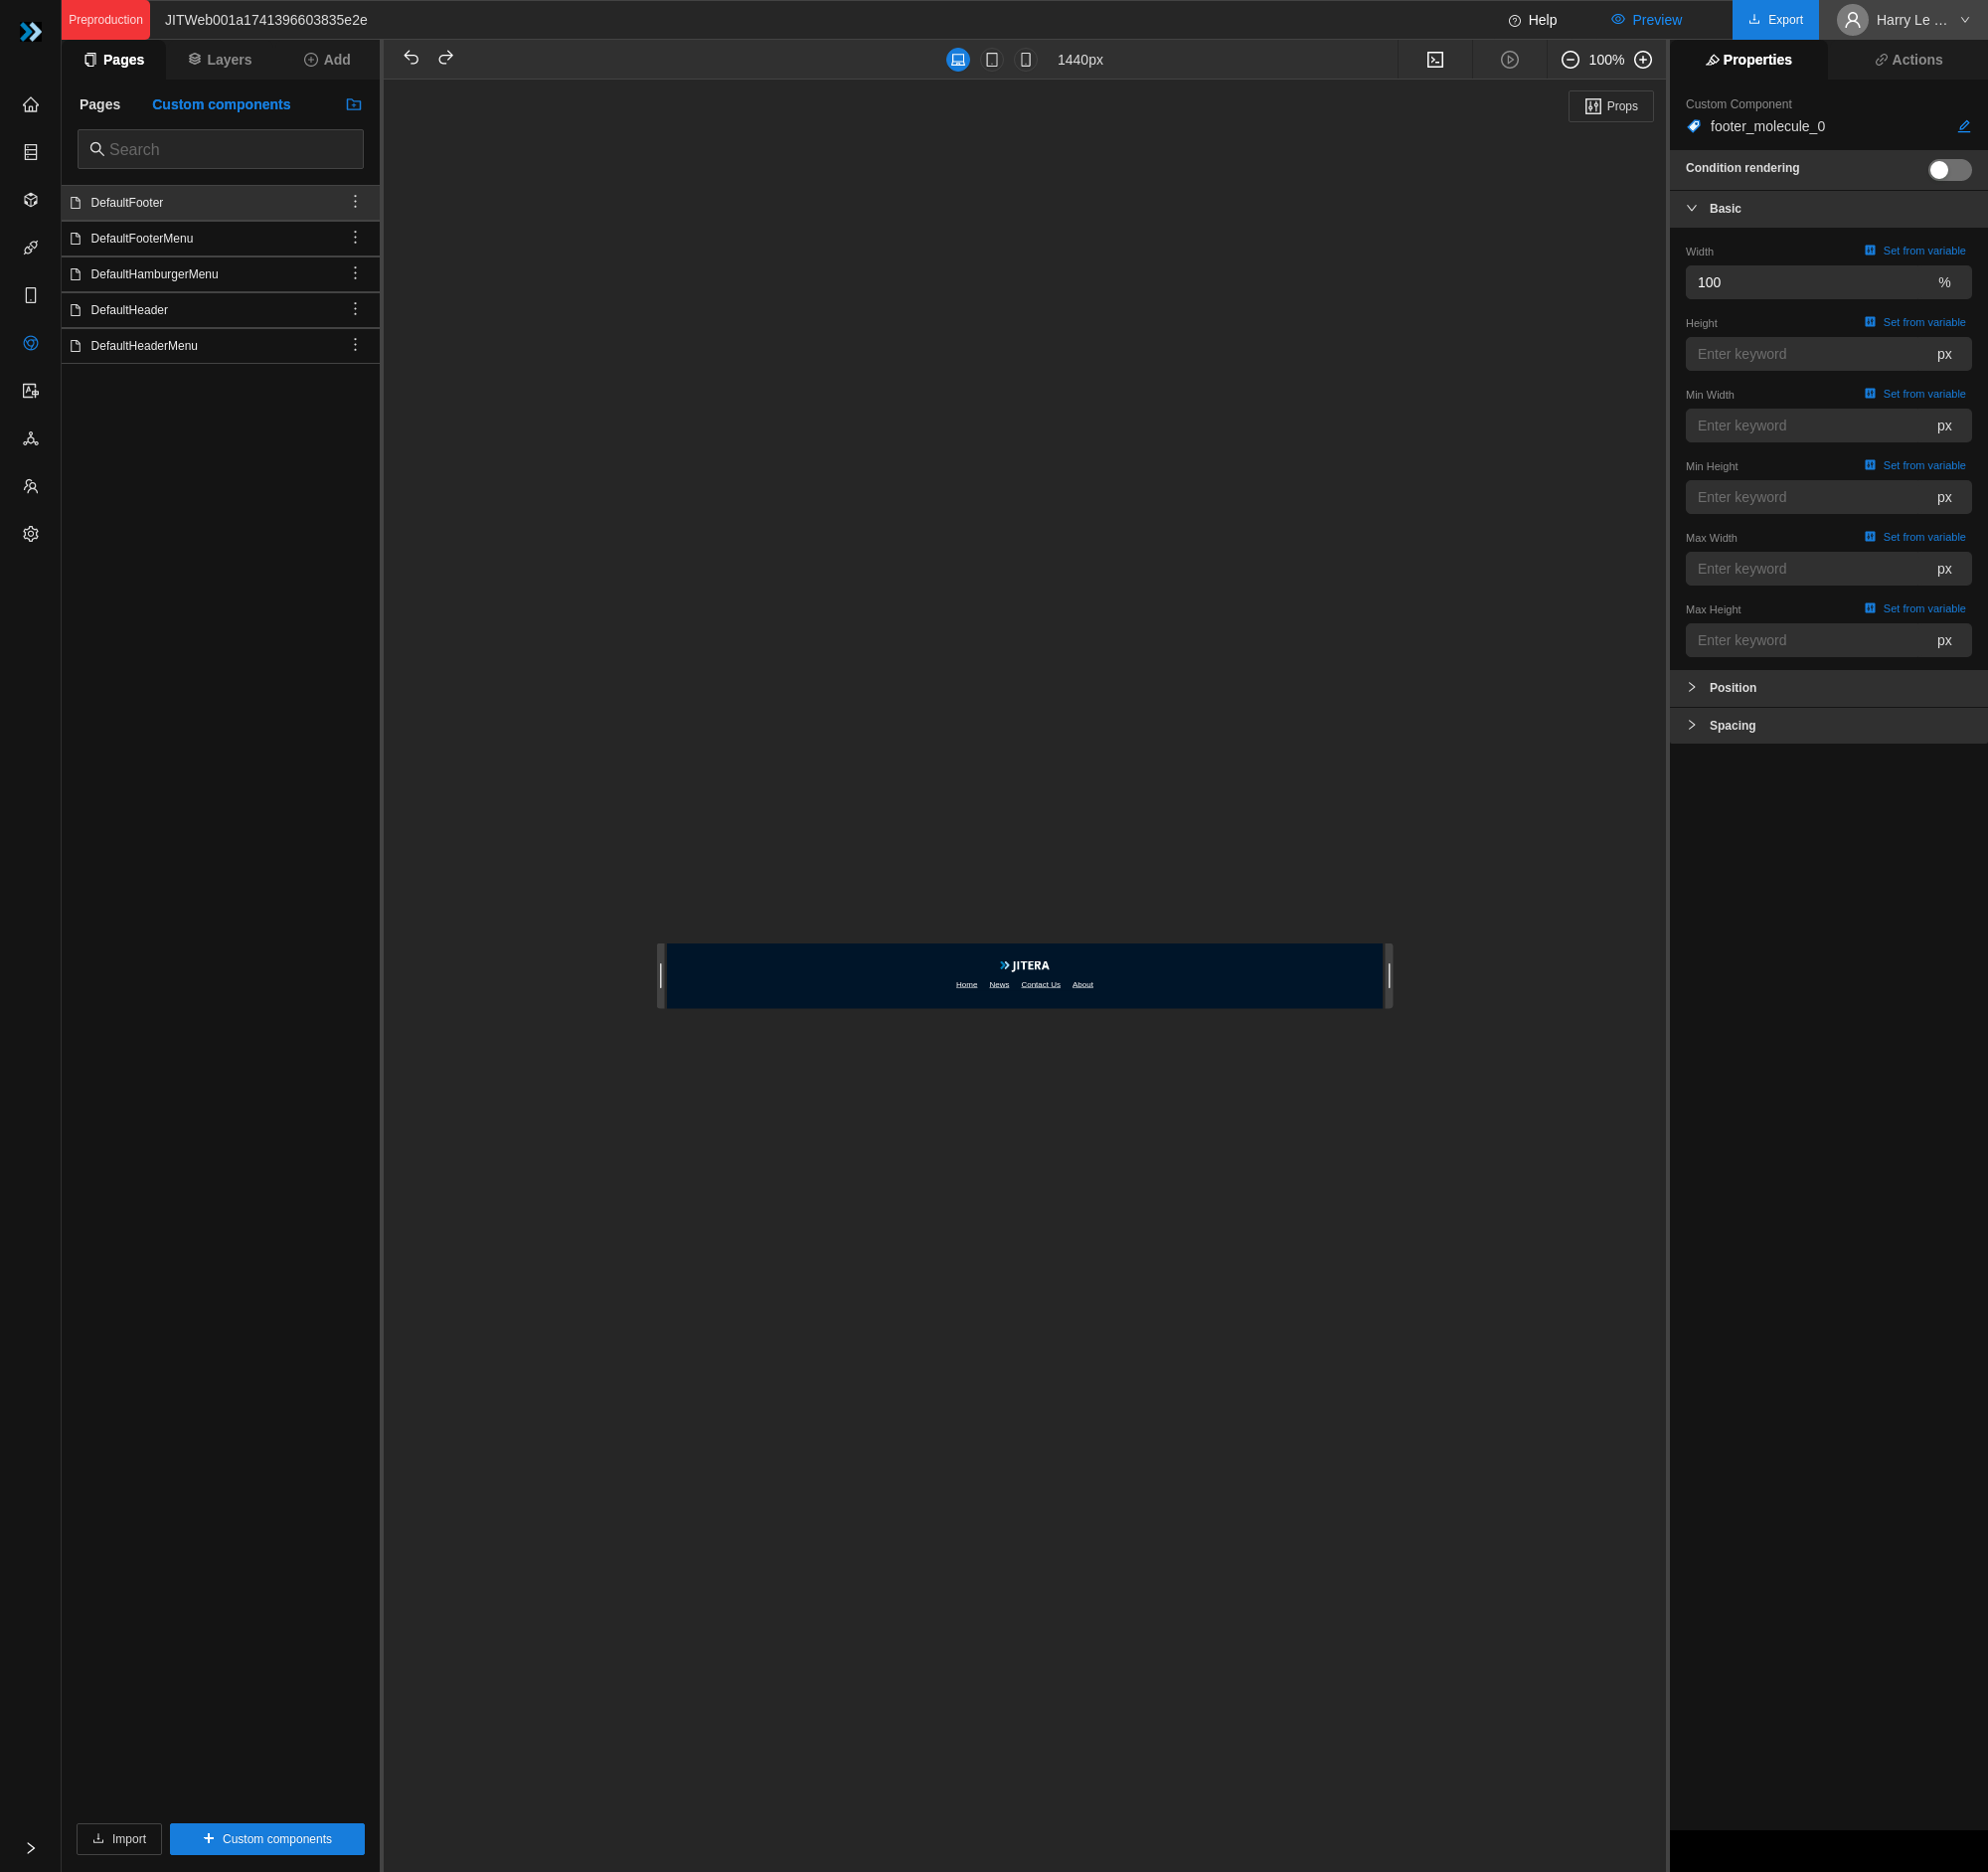 Preproduction
JITWeb001a1741396603835e2e
Help
Preview
Export
Harry Le ...
Pages
Layers
Add
1440px
100%
Properties
Actions
Pages
Custom components
Search
DefaultFooter
DefaultFooterMenu
DefaultHamburgerMenu
DefaultHeader
DefaultHeaderMenu
Import
Custom components
Props
JITERA
Home News Contact Us About
Custom Component
footer_molecule_0
Condition rendering
Basic
Width Set from variable
100 %
Height Set from variable
Enter keyword px
Min Width Set from variable
Enter keyword px
Min Height Set from variable
Enter keyword px
Max Width Set from variable
Enter keyword px
Max Height Set from variable
Enter keyword px
Position
Spacing